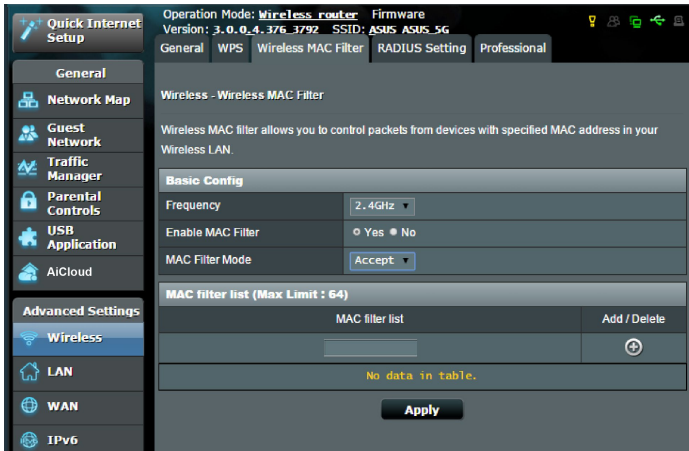 Quick Internet
Setup
General
Network Map
Guest
Network
Traffic
Manager
Parental
Controls
USB
Application
AiCloud
Advanced Settings
Wireless
LAN
WAN
IPv6
Operation Mode: Wireless router Firmware
Version: 3.0.0.4.376_3792 SSID: ASUS ASUS_5G
General WPS Wireless MAC Filter RADIUS Setting Professional
Wireless - Wireless MAC Filter
Wireless MAC filter allows you to control packets from devices with specified MAC address in your
Wireless LAN.
Basic Config
Frequency 2.4GHz
Enable MAC Filter Yes No
MAC Filter Mode Accept
MAC filter list (Max Limit : 64)
MAC filter list Add / Delete
No data in table.
Apply